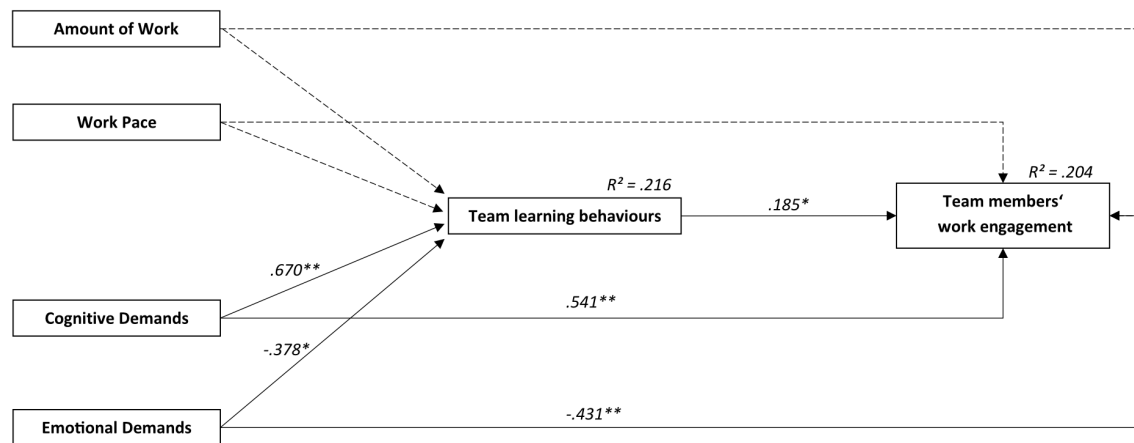 Amount of Work
Work Pace
R² = .216
R² = .204
Team learning behaviours
.185*
Team members‘
work engagement
.670**
.541**
Cognitive Demands
-.378*
-.431**
Emotional Demands